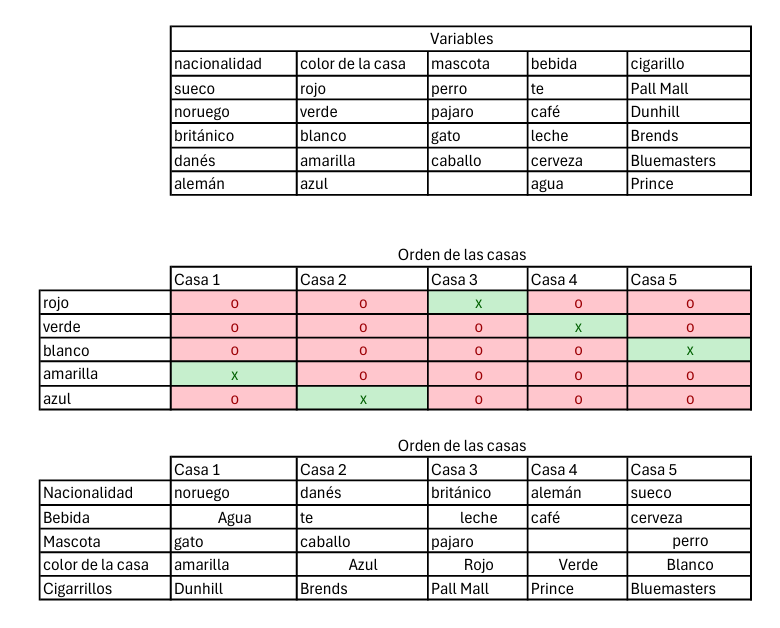 Variables
nacionalidad color de la casa mascota bebida cigarillo
sueco rojo perro te Pall Mall
noruego verde pajaro café Dunhill
británico blanco gato leche Brends
danés amarilla caballo cerveza Bluemasters
alemán azul agua Prince
Orden de las casas
Casa 1 Casa 2 Casa 3 Casa 4 Casa 5
rojo o o x o o
verde o o o x o
blanco o o o o x
amarilla x o o o o
azul o x o o o
Orden de las casas
Casa 1 Casa 2 Casa 3 Casa 4 Casa 5
Nacionalidad noruego danés británico alemán sueco
Bebida Agua te leche café cerveza
Mascota gato caballo pajaro perro
color de la casa amarilla Azul Rojo Verde Blanco
Cigarrillos Dunhill Brends Pall Mall Prince Bluemasters